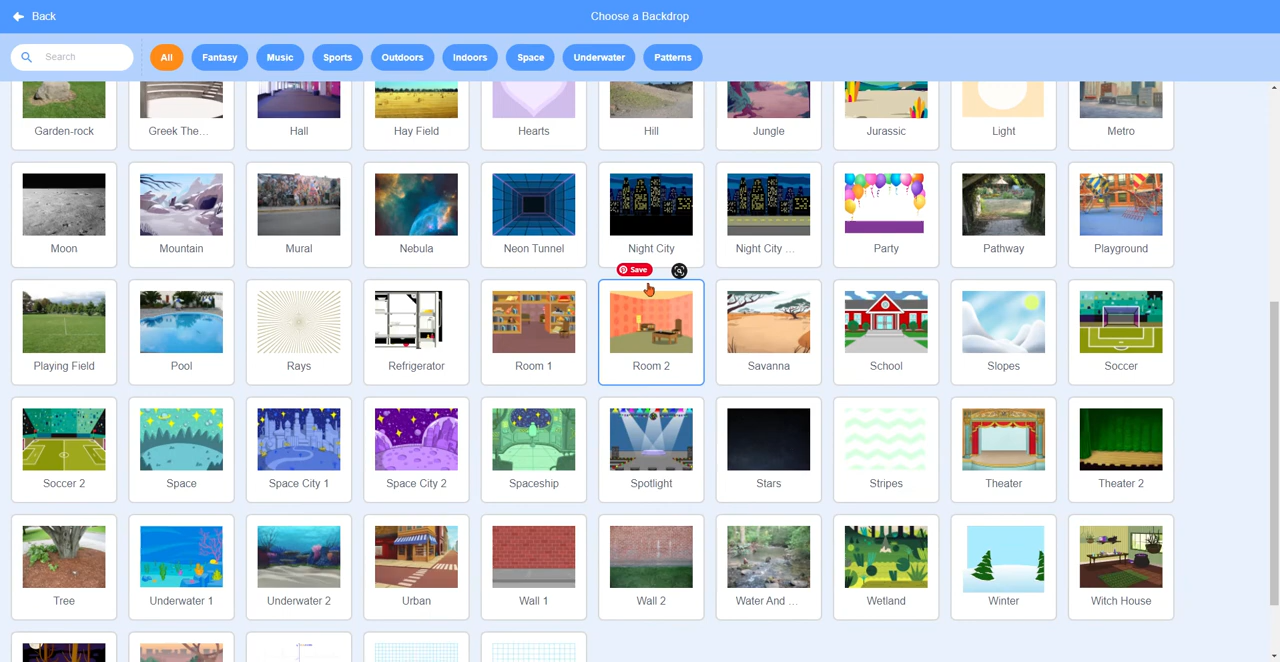 Back
Choose a Backdrop
Search
All
Fantasy
Music
Sports
Outdoors
Indoors
Space
Underwater
Patterns
Garden-rock
Greek The...
Hall
Hay Field
Hearts
Hill
Jungle
Jurassic
Light
Metro
Moon
Mountain
Mural
Nebula
Neon Tunnel
Night City
Night City ...
Party
Pathway
Playground
Save
Playing Field
Pool
Rays
Refrigerator
Room 1
Room 2
Savanna
School
Slopes
Soccer
Soccer 2
Space
Space City 1
Space City 2
Spaceship
Spotlight
Stars
Stripes
Theater
Theater 2
Tree
Underwater 1
Underwater 2
Urban
Wall 1
Wall 2
Water And ...
Wetland
Winter
Witch House